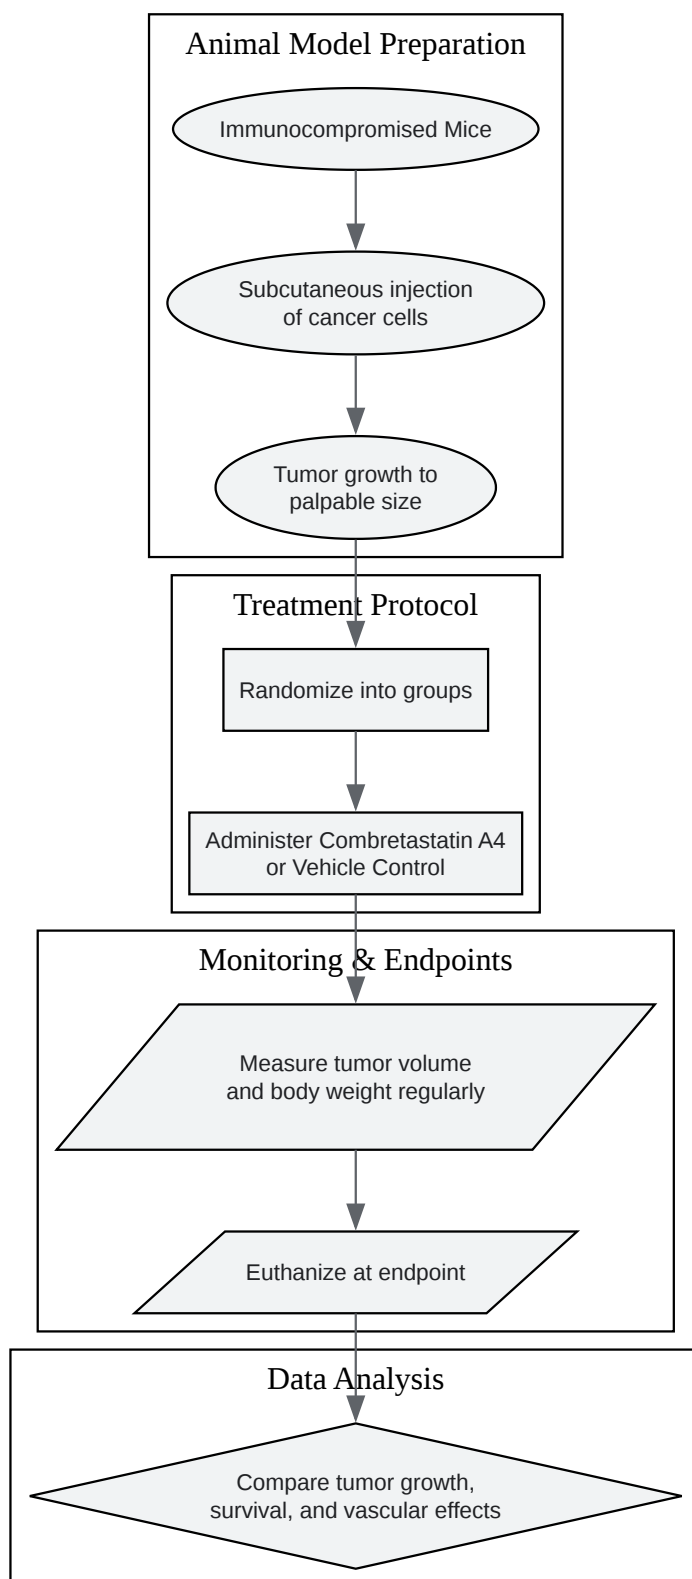 Animal Model Preparation
Immunocompromised Mice
Subcutaneous injection
of cancer cells
Tumor growth to
palpable size
Treatment Protocol
Randomize into groups
Administer Combretastatin A4
or Vehicle Control
Monitoring & Endpoints
Measure tumor volume
and body weight regularly
Euthanize at endpoint
Data Analysis
Compare tumor growth,
survival, and vascular effects